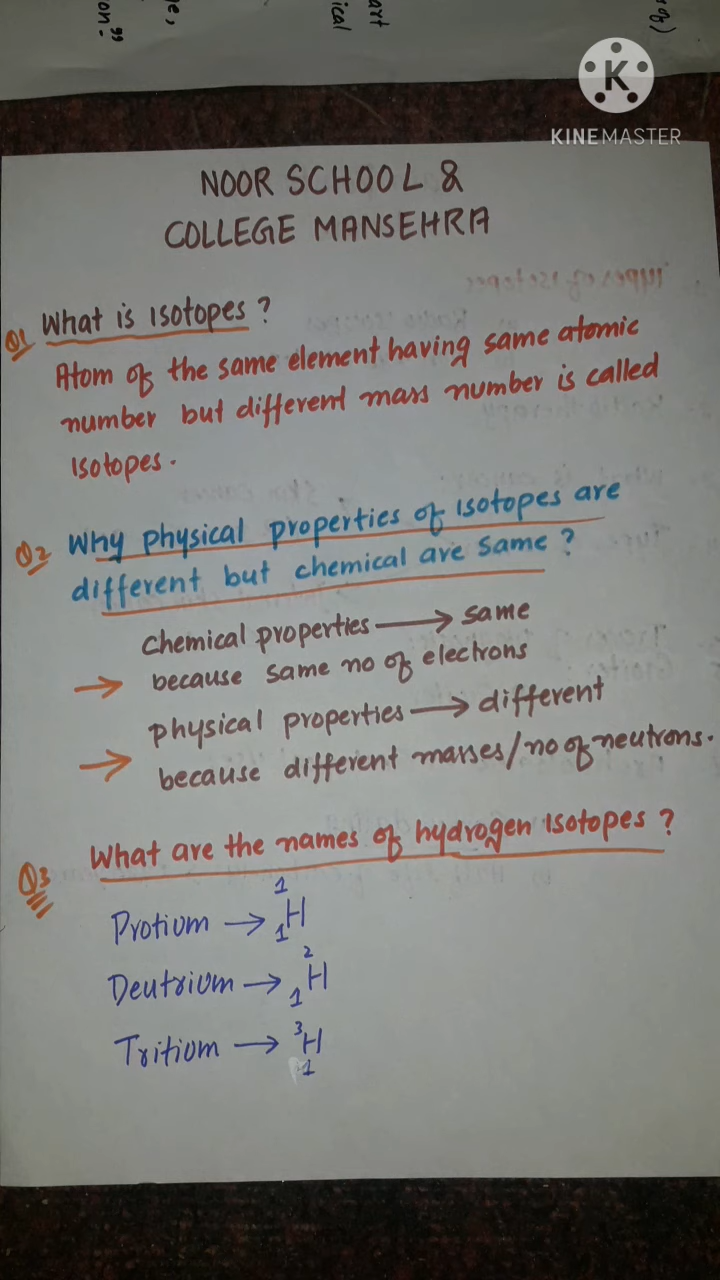 art
ical
e,
on."
K
KINEMASTER
NOOR SCHOOL &
COLLEGE MANSEHRA
Q1 What is isotopes?
Atom of the same element having same atomic
number but different mass number is called
isotopes.
Q2 Why physical properties of isotopes are
different but chemical are same?
chemical properties → same
→ because same no of electrons
physical properties → different
→ because different masses/no of neutrons.
Q3 What are the names of hydrogen isotopes?
Protium → ¹₁H
Deutrium → ²₁H
Tritium → ³₁H